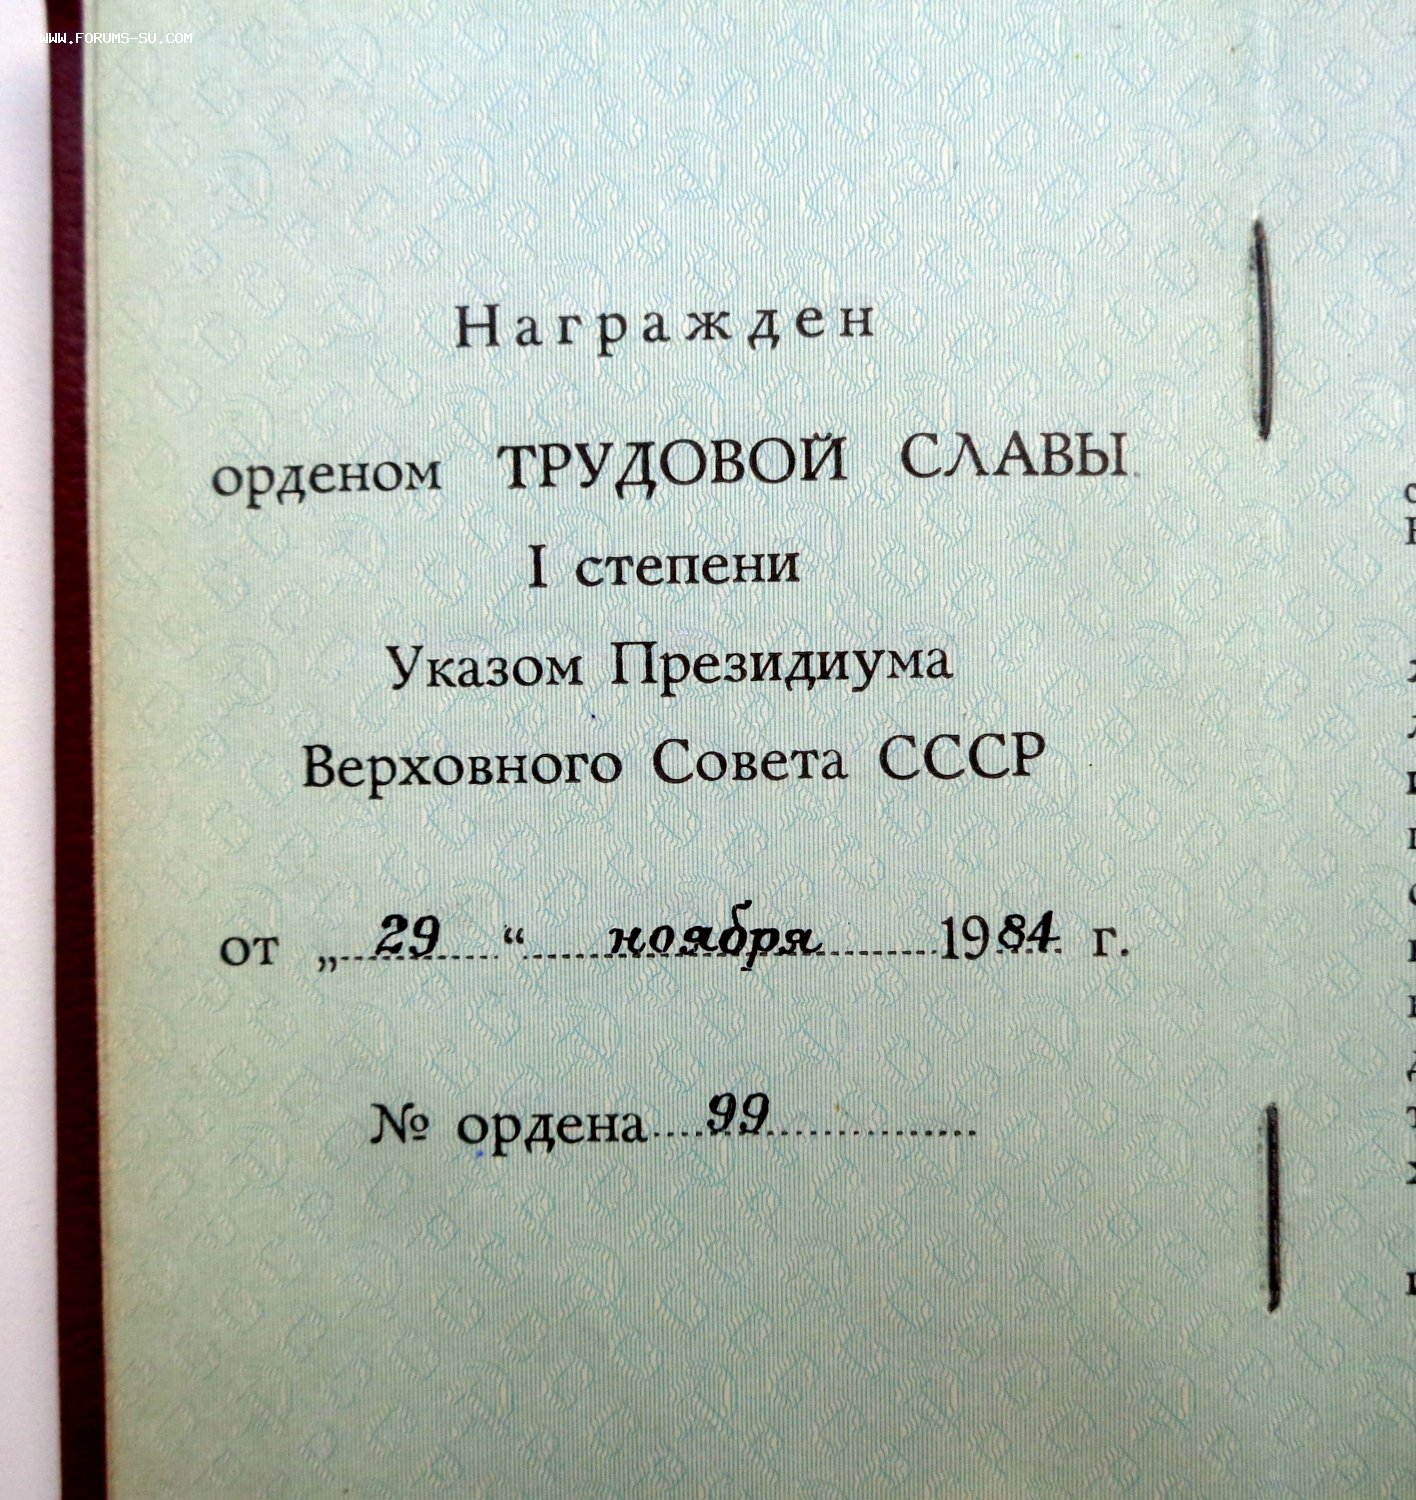 www.forums-su.com
Награжден
орденом ТРУДОВОЙ СЛАВЫ
I степени
Указом Президиума
Верховного Совета СССР
от „29“ ноября 1984 г.
№ ордена 99